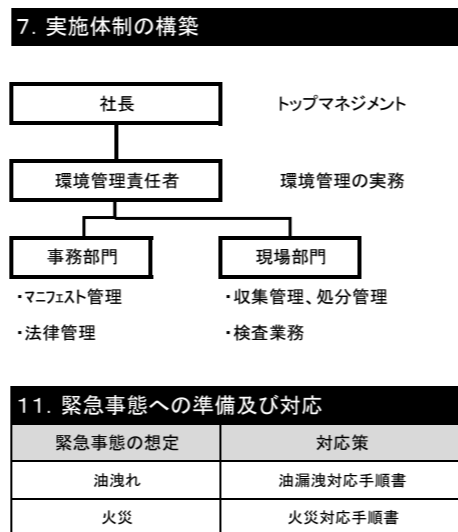 7．実施体制の構築
社長 トップマネジメント
環境管理責任者 環境管理の実務
事務部門 現場部門
・ﾏﾆﾌｪｽﾄ管理 ・収集管理、処分管理
・法律管理 ・検査業務
11．緊急事態への準備及び対応
緊急事態の想定 対応策
油洩れ 油漏洩対応手順書
火災 火災対応手順書